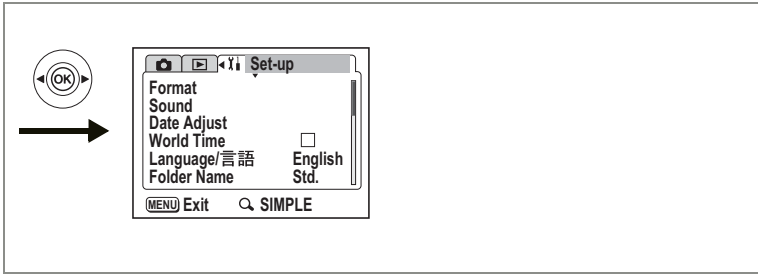 OK
Set-up
Format
Sound
Date Adjust
World Time
Language/言語 English
Folder Name Std.
MENU Exit SIMPLE